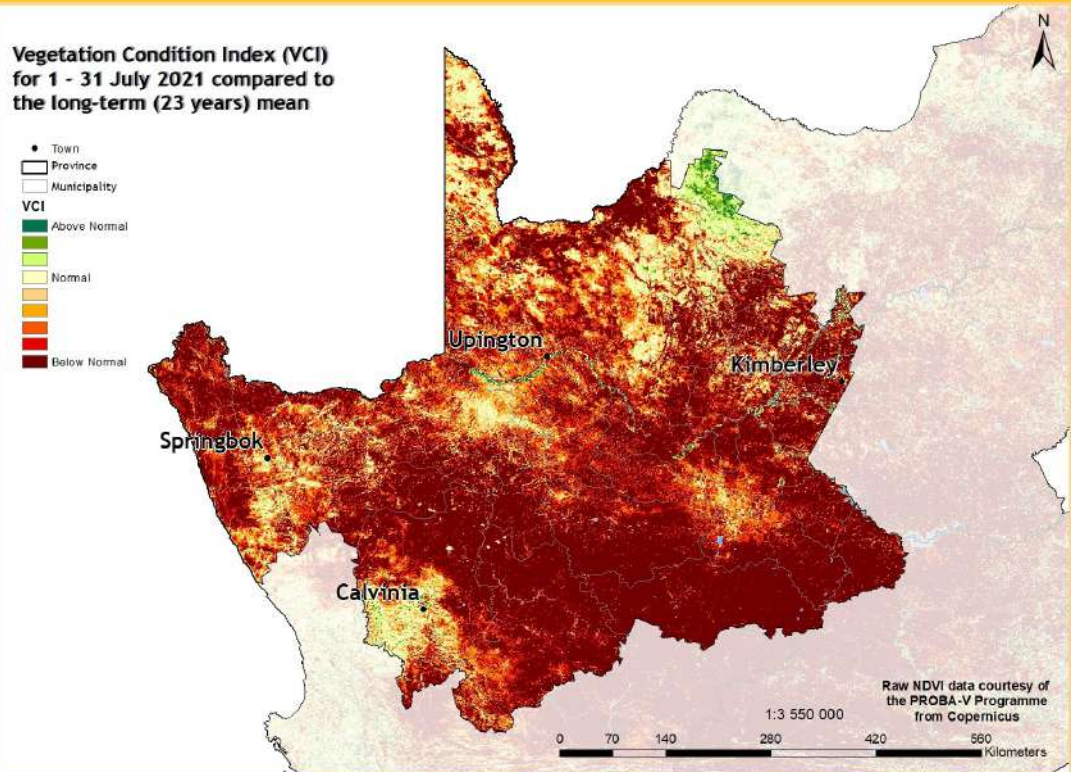 Vegetation Condition Index (VCI)
for 1 - 31 July 2021 compared to
the long-term (23 years) mean
N
Town
Province
Municipality
VCI
Above Normal
Normal
Below Normal
Upington
Kimberley
Springbok
Calvinia
Raw NDVI data courtesy of
the PROBA-V Programme
from Copernicus
1:3 550 000
0 70 140 280 420 560
Kilometers